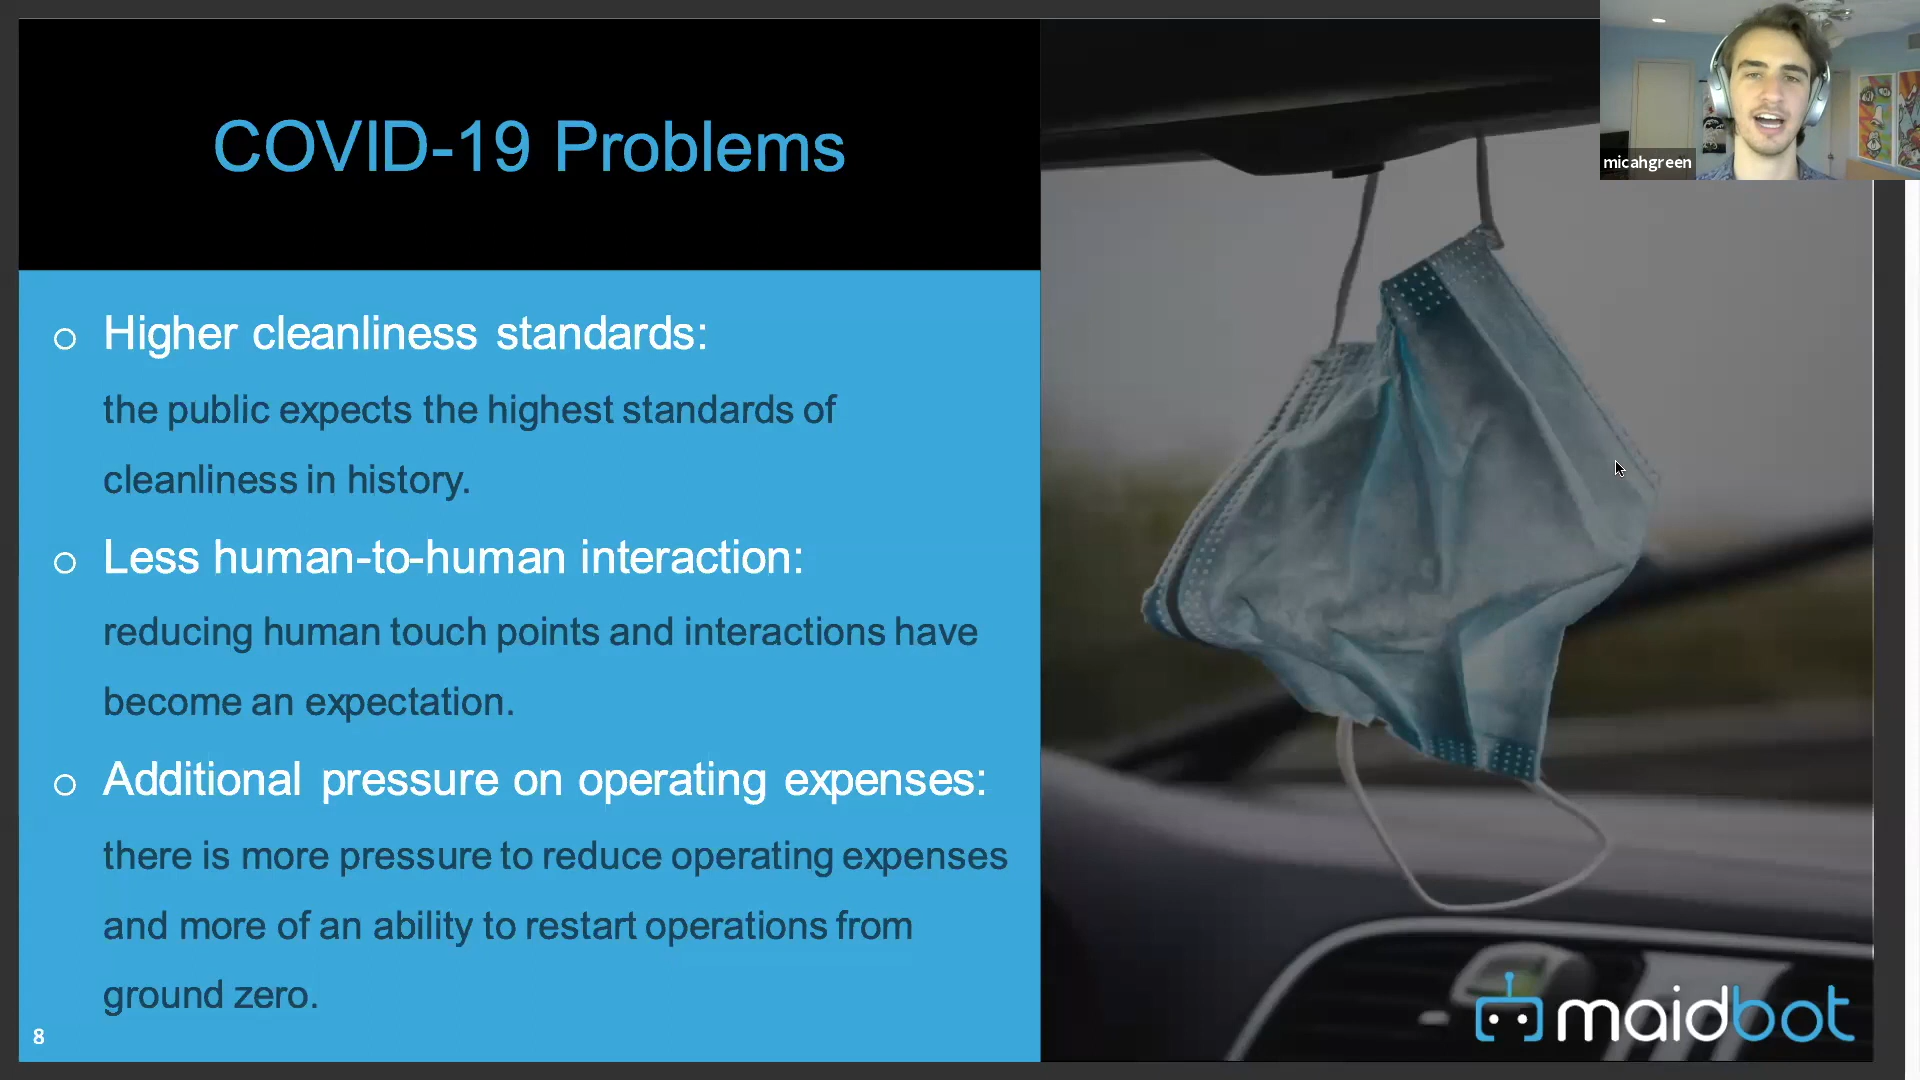 COVID-19 Problems
micahgreen
o Higher cleanliness standards:
the public expects the highest standards of
cleanliness in history.
o Less human-to-human interaction:
reducing human touch points and interactions have
become an expectation.
o Additional pressure on operating expenses:
there is more pressure to reduce operating expenses
and more of an ability to restart operations from
ground zero.
8
maidbot